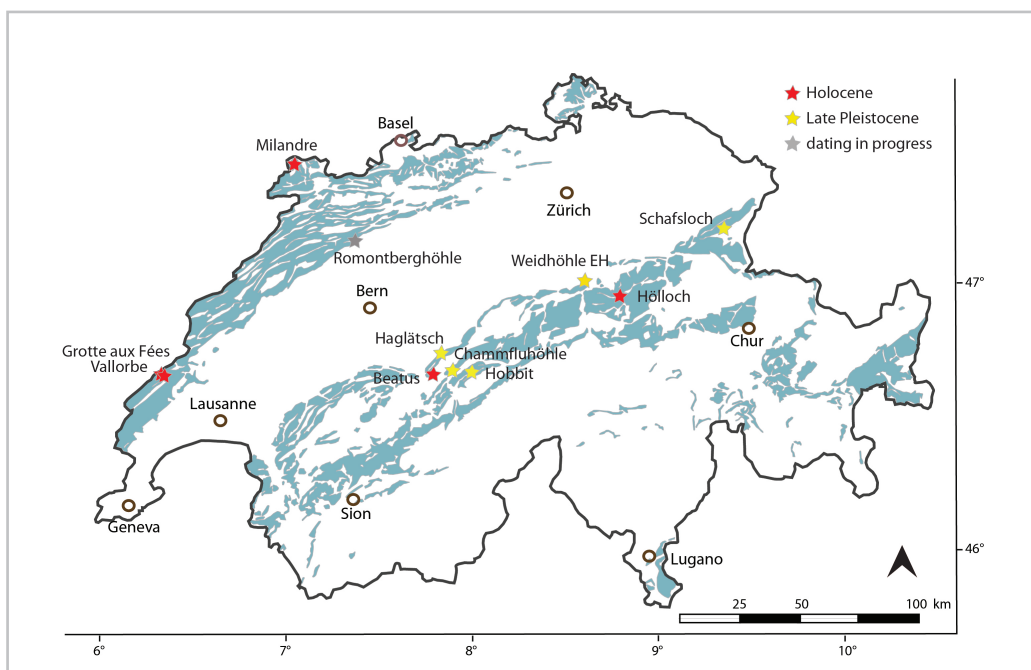 Holocene
Late Pleistocene
dating in progress
Basel
Milandre
Zürich
Schafsloch
Romontberghöhle
Weidhöhle EH
47°
Bern
Hölloch
Chur
Haglätsch
Chammfluhöhle
Grotte aux Fées
Vallorbe
Beatus
Hobbit
Lausanne
Sion
Geneva
46°
Lugano
25 50 100 km
6° 7° 8° 9° 10°